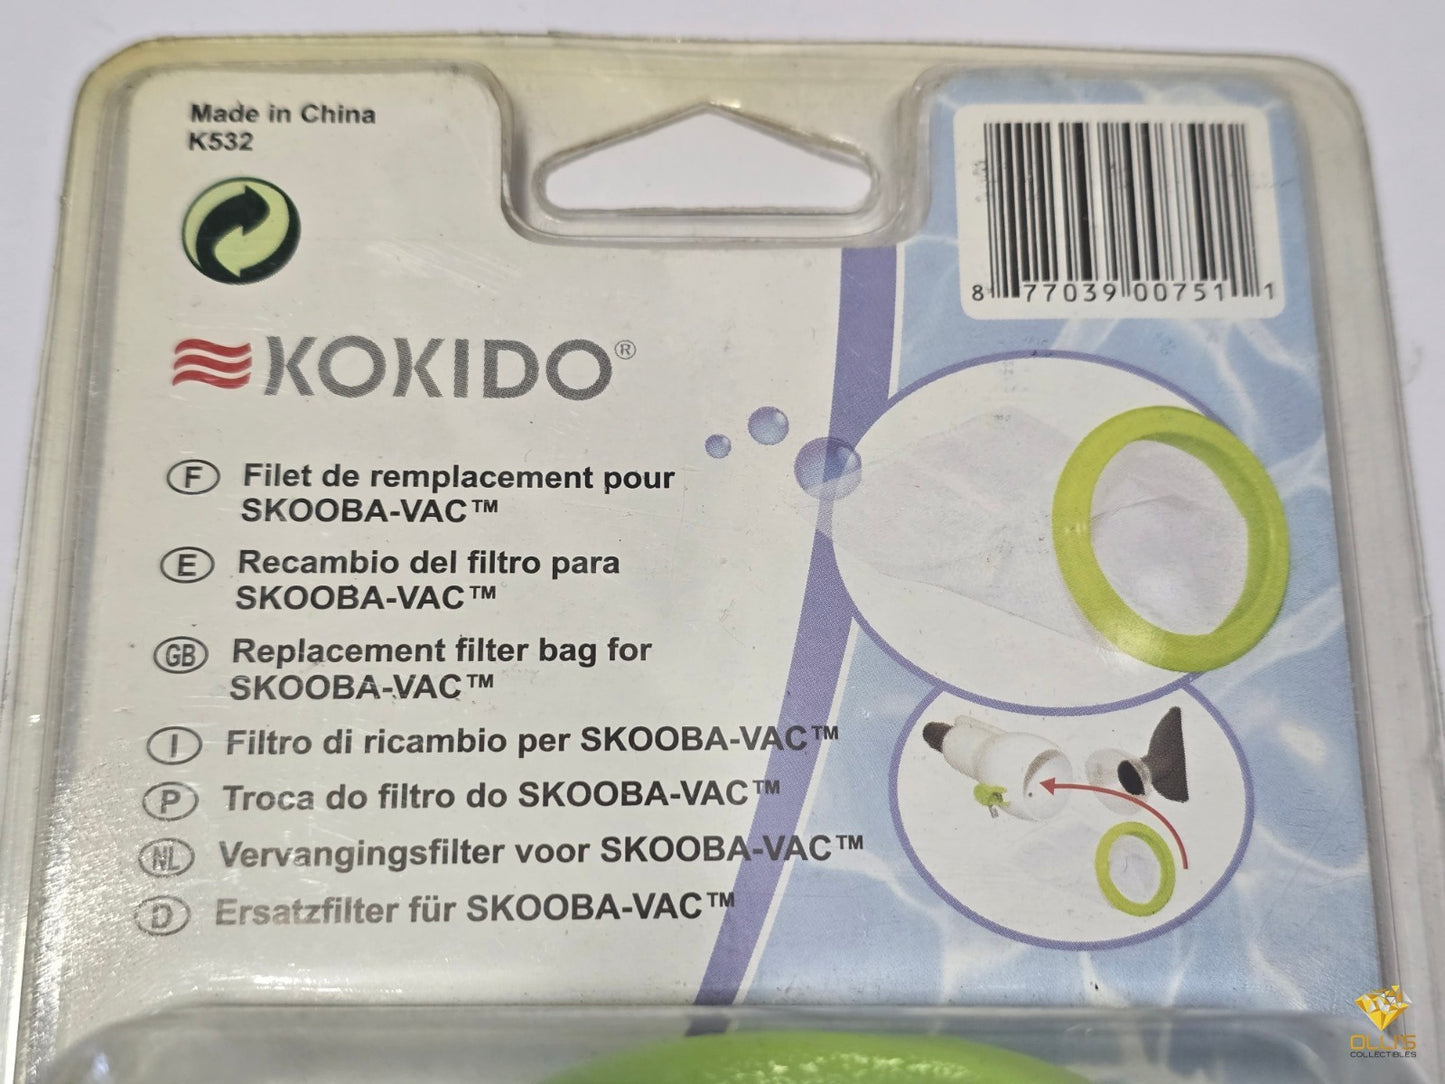 Made in China
K532
8 77039 00751 1
KOKIDO®
F Filet de remplacement pour
SKOOBA-VAC™
E Recambio del filtro para
SKOOBA-VAC™
GB Replacement filter bag for
SKOOBA-VAC™
I Filtro di ricambio per SKOOBA-VAC™
P Troca do filtro do SKOOBA-VAC™
NL Vervangingsfilter voor SKOOBA-VAC™
D Ersatzfilter für SKOOBA-VAC™
OLLI'S
COLLECTIBLES